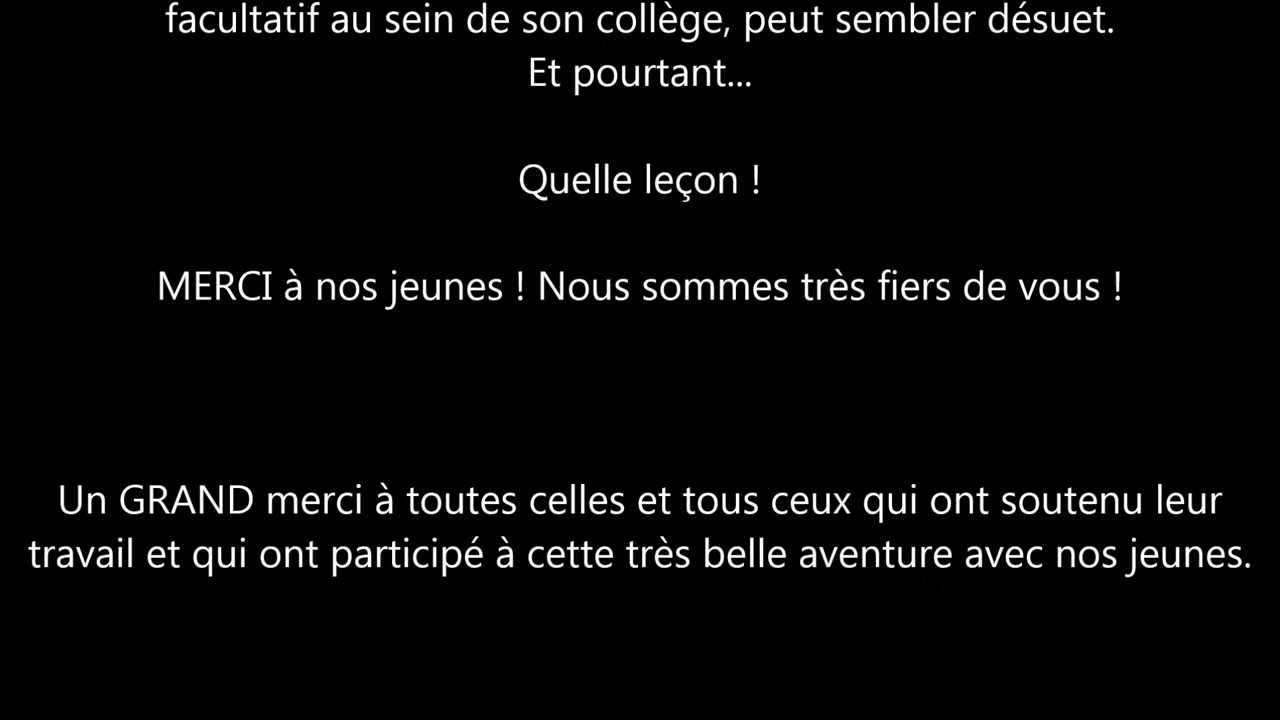 facultatif au sein de son collège, peut sembler désuet.
Et pourtant...
Quelle leçon !
MERCI à nos jeunes ! Nous sommes très fiers de vous !
Un GRAND merci à toutes celles et tous ceux qui ont soutenu leur
travail et qui ont participé à cette très belle aventure avec nos jeunes.